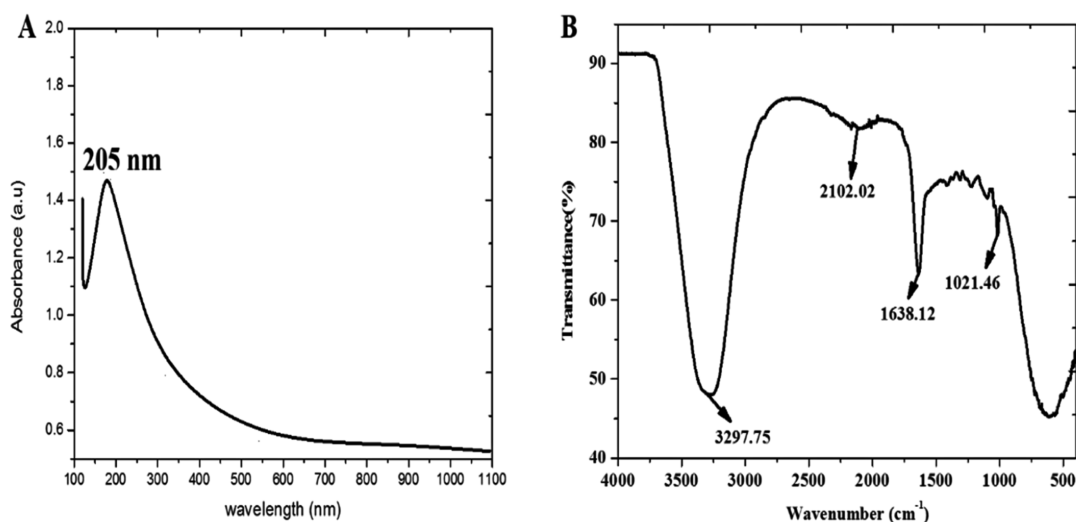 A
2.0
1.8
1.6
1.4
1.2
1.0
0.8
0.6
205 nm
Absorbance (a.u)
100 200 300 400 500 600 700 800 900 1000 1100
wavelength (nm)
B
90
80
70
60
50
40
Transmittance(%)
2102.02
1638.12
1021.46
3297.75
4000 3500 3000 2500 2000 1500 1000 500
Wavenumber (cm⁻¹)